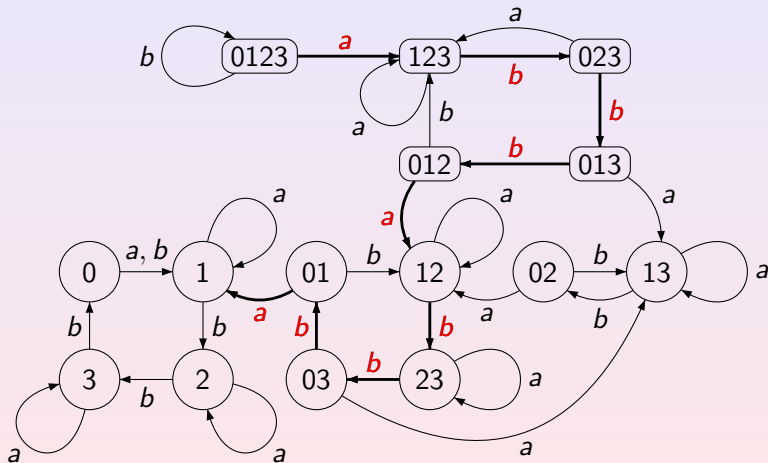 a
b 0123 a 123 b 023
a b b
012 b 013
a a a
0 a, b 1 01 b 12 02 b 13 a
a a b
b b b b
3 b 2 03 b 23 a
a a a